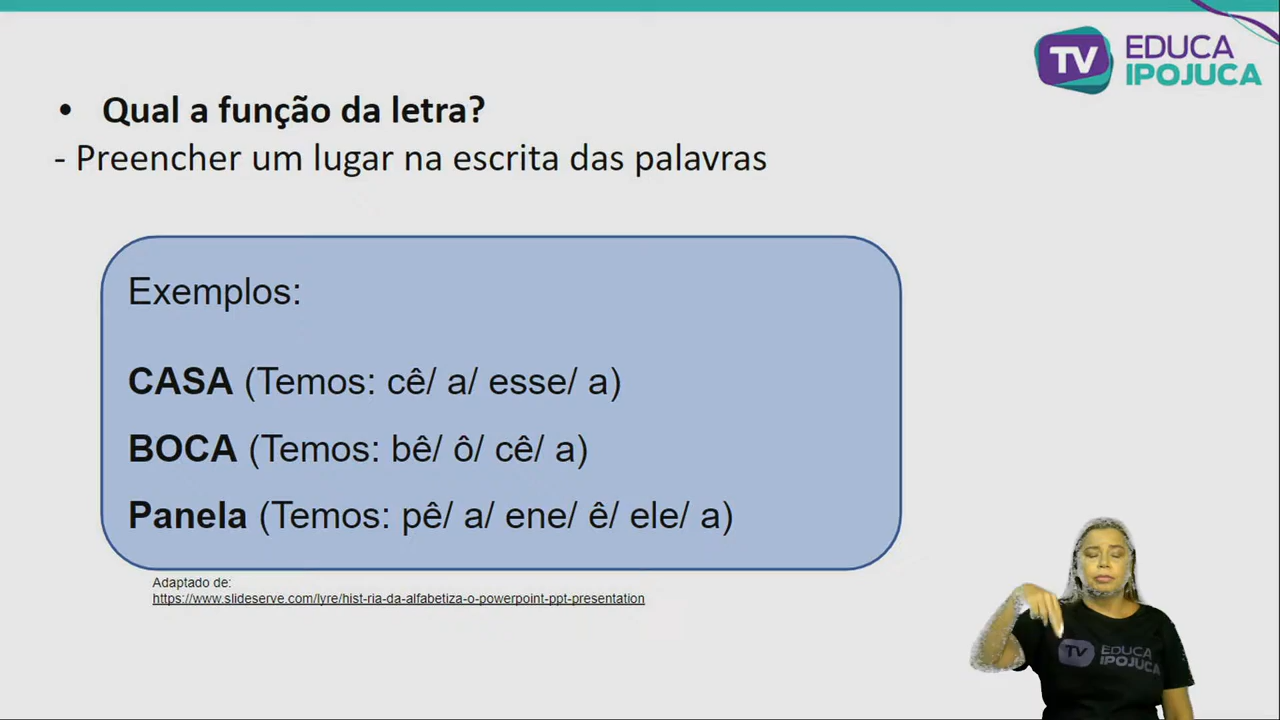 TV EDUCA
IPOJUCA
• Qual a função da letra?
- Preencher um lugar na escrita das palavras
Exemplos:
CASA (Temos: cê/ a/ esse/ a)
BOCA (Temos: bê/ ô/ cê/ a)
Panela (Temos: pê/ a/ ene/ ê/ ele/ a)
Adaptado de:
https://www.slideserve.com/lyre/hist-ria-da-alfabetiza-o-powerpoint-ppt-presentation
TV EDUCA
IPOJUCA